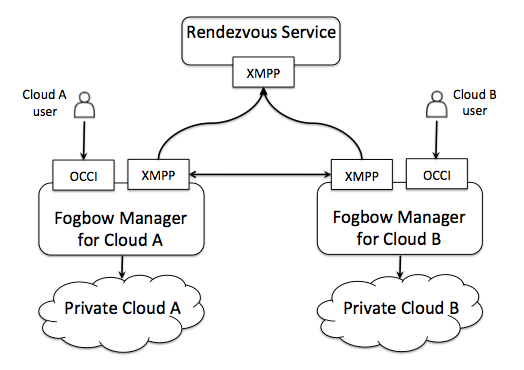 Rendezvous Service
XMPP
Cloud A
user
Cloud B
user
OCCI
XMPP
XMPP
OCCI
Fogbow Manager
for Cloud A
Fogbow Manager
for Cloud B
Private Cloud A
Private Cloud B